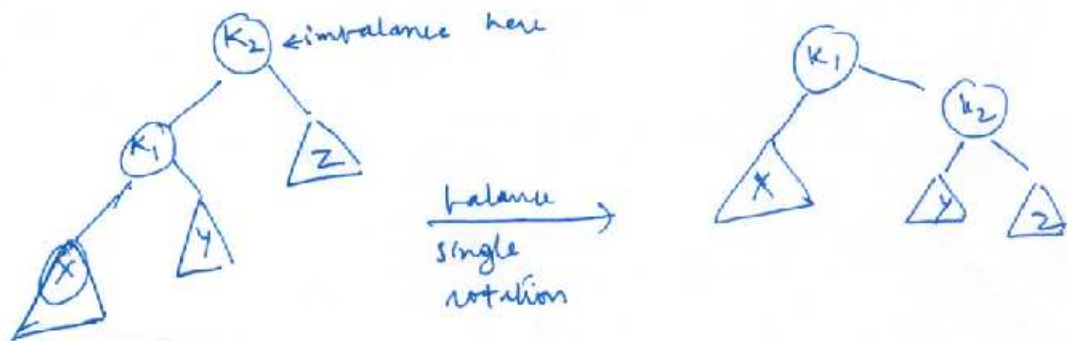 K2 ← imbalance here
K1
Z
X
Y
balance
single
rotation
K1
K2
X
Y
Z